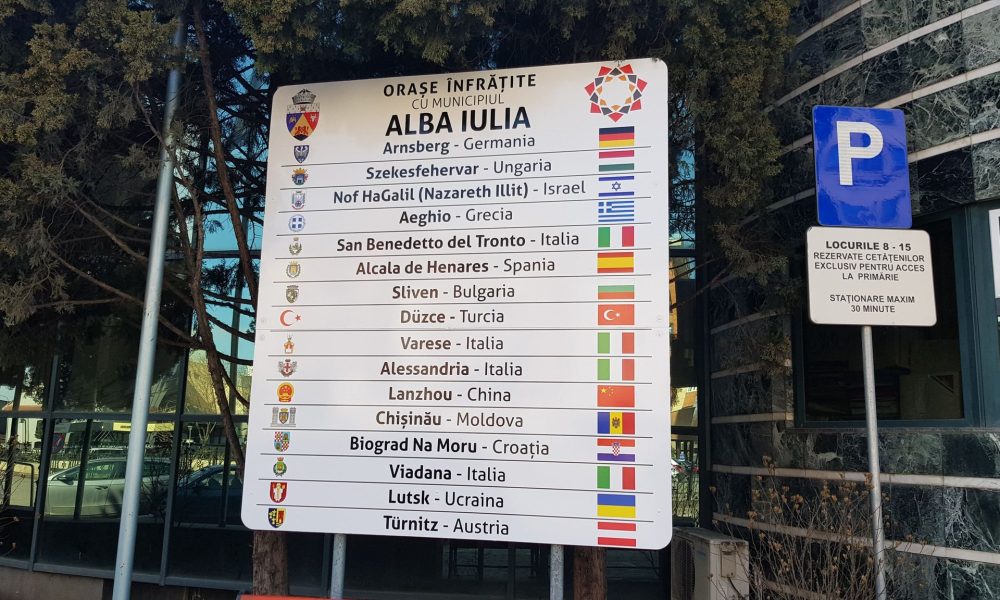 ORAȘE ÎNFRĂȚITE
CU MUNICIPIUL
ALBA IULIA
Arnsberg - Germania
Szekesfehervar - Ungaria
Nof HaGalil (Nazareth Illit) - Israel
Aeghio - Grecia
San Benedetto del Tronto - Italia
Alcala de Henares - Spania
Sliven - Bulgaria
Düzce - Turcia
Varese - Italia
Alessandria - Italia
Lanzhou - China
Chișinău - Moldova
Biograd Na Moru - Croația
Viadana - Italia
Lutsk - Ucraina
Türnitz - Austria
P
LOCURILE 8 - 15
REZERVATE CETĂȚENILOR
EXCLUSIV PENTRU ACCES
LA PRIMĂRIE
STAȚIONARE MAXIM
30 MINUTE